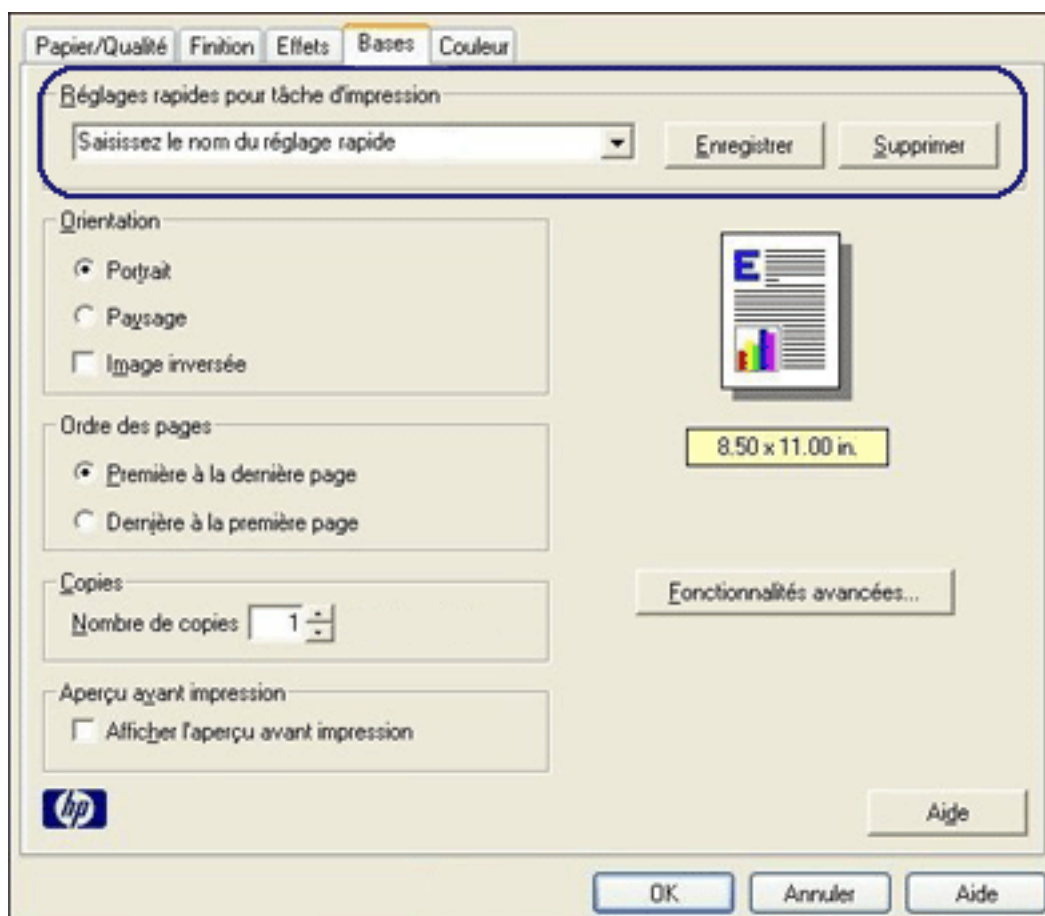 Papier/Qualité Finition Effets Bases Couleur
Réglages rapides pour tâche d'impression
Saisissez le nom du réglage rapide Enregistrer Supprimer
Orientation
Portrait
Paysage
Image inversée
E
8.50 x 11.00 in.
Ordre des pages
Première à la dernière page
Dernière à la première page
Copies
Nombre de copies 1
Fonctionnalités avancées...
Aperçu avant impression
Afficher l'aperçu avant impression
hp
Aide
OK Annuler Aide